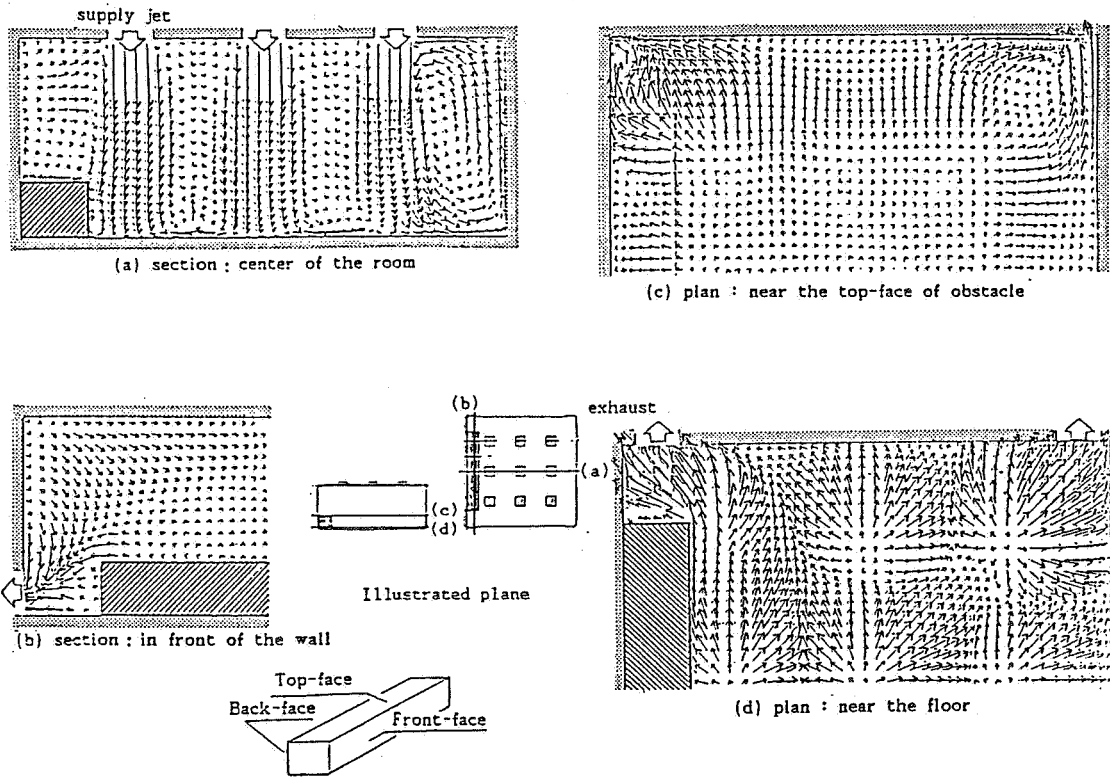 supply jet
(a) section : center of the room
(c) plan : near the top-face of obstacle
(b)
exhaust
(a)
(c)
(d)
Illustrated plane
(b) section : in front of the wall
(d) plan : near the floor
Top-face
Back-face
Front-face